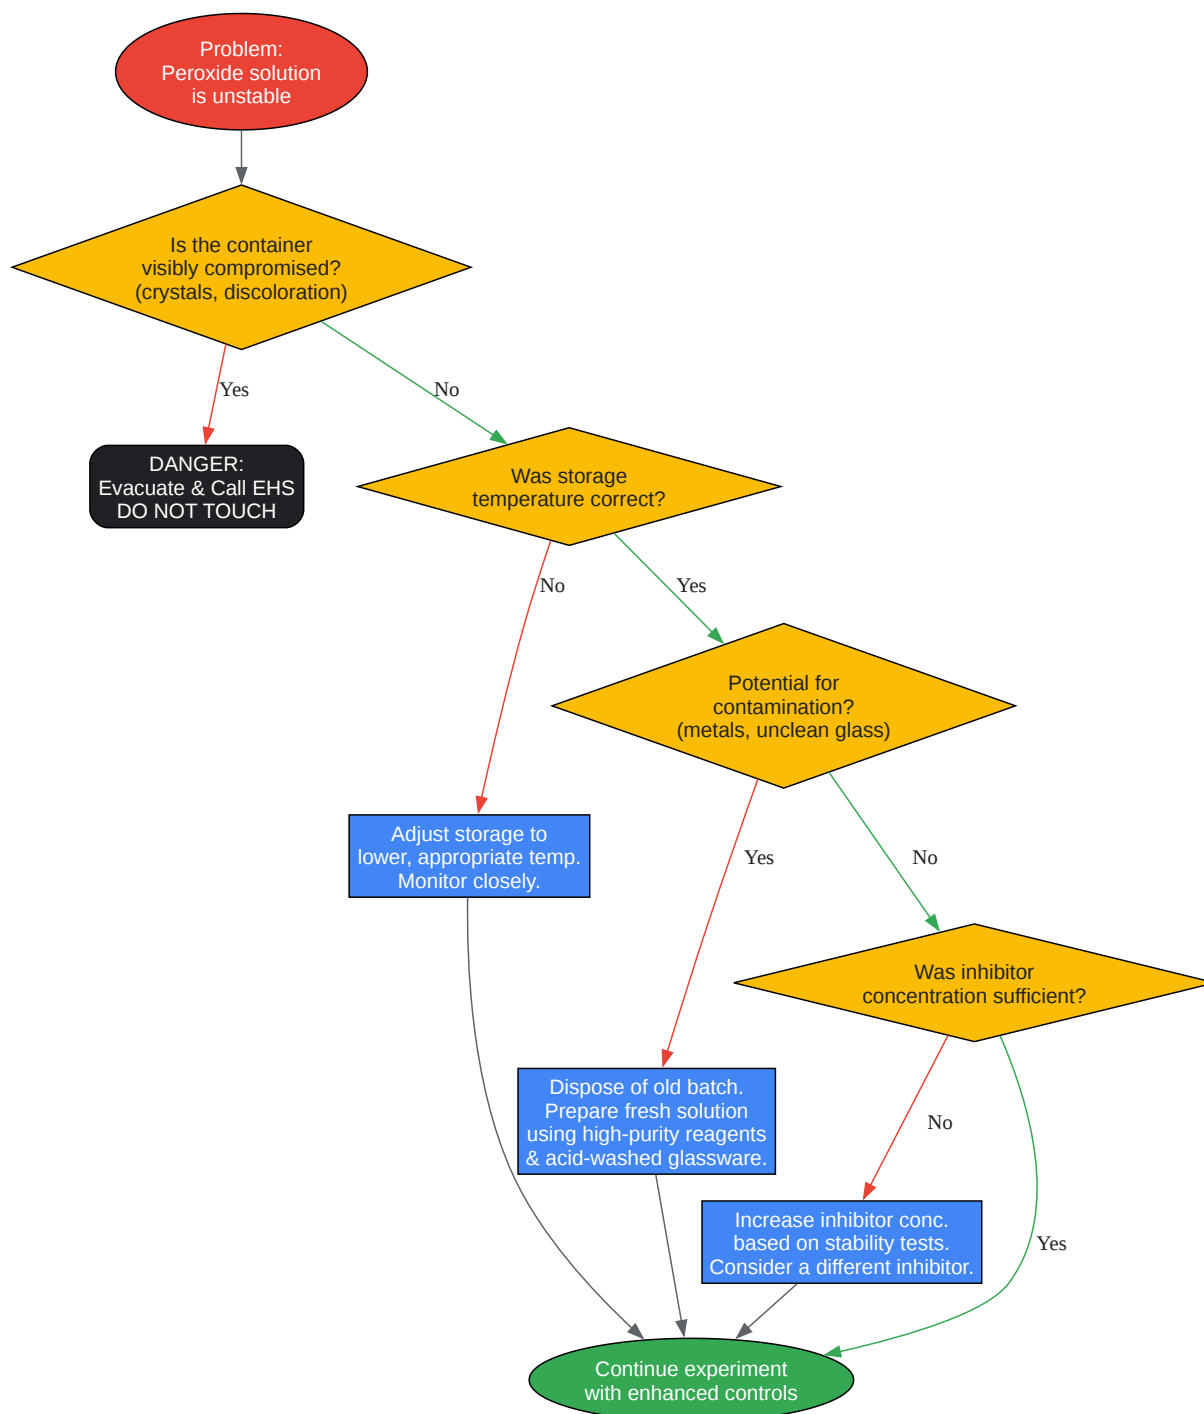 Problem:
Peroxide solution
is unstable
Is the container
visibly compromised?
(crystals, discoloration)
Yes
No
DANGER:
Evacuate & Call EHS
DO NOT TOUCH
Was storage
temperature correct?
No
Yes
Potential for
contamination?
(metals, unclean glass)
Adjust storage to
lower, appropriate temp.
Monitor closely.
Yes
No
Was inhibitor
concentration sufficient?
Dispose of old batch.
Prepare fresh solution
using high-purity reagents
& acid-washed glassware.
No
Increase inhibitor conc.
based on stability tests.
Consider a different inhibitor.
Yes
Continue experiment
with enhanced controls